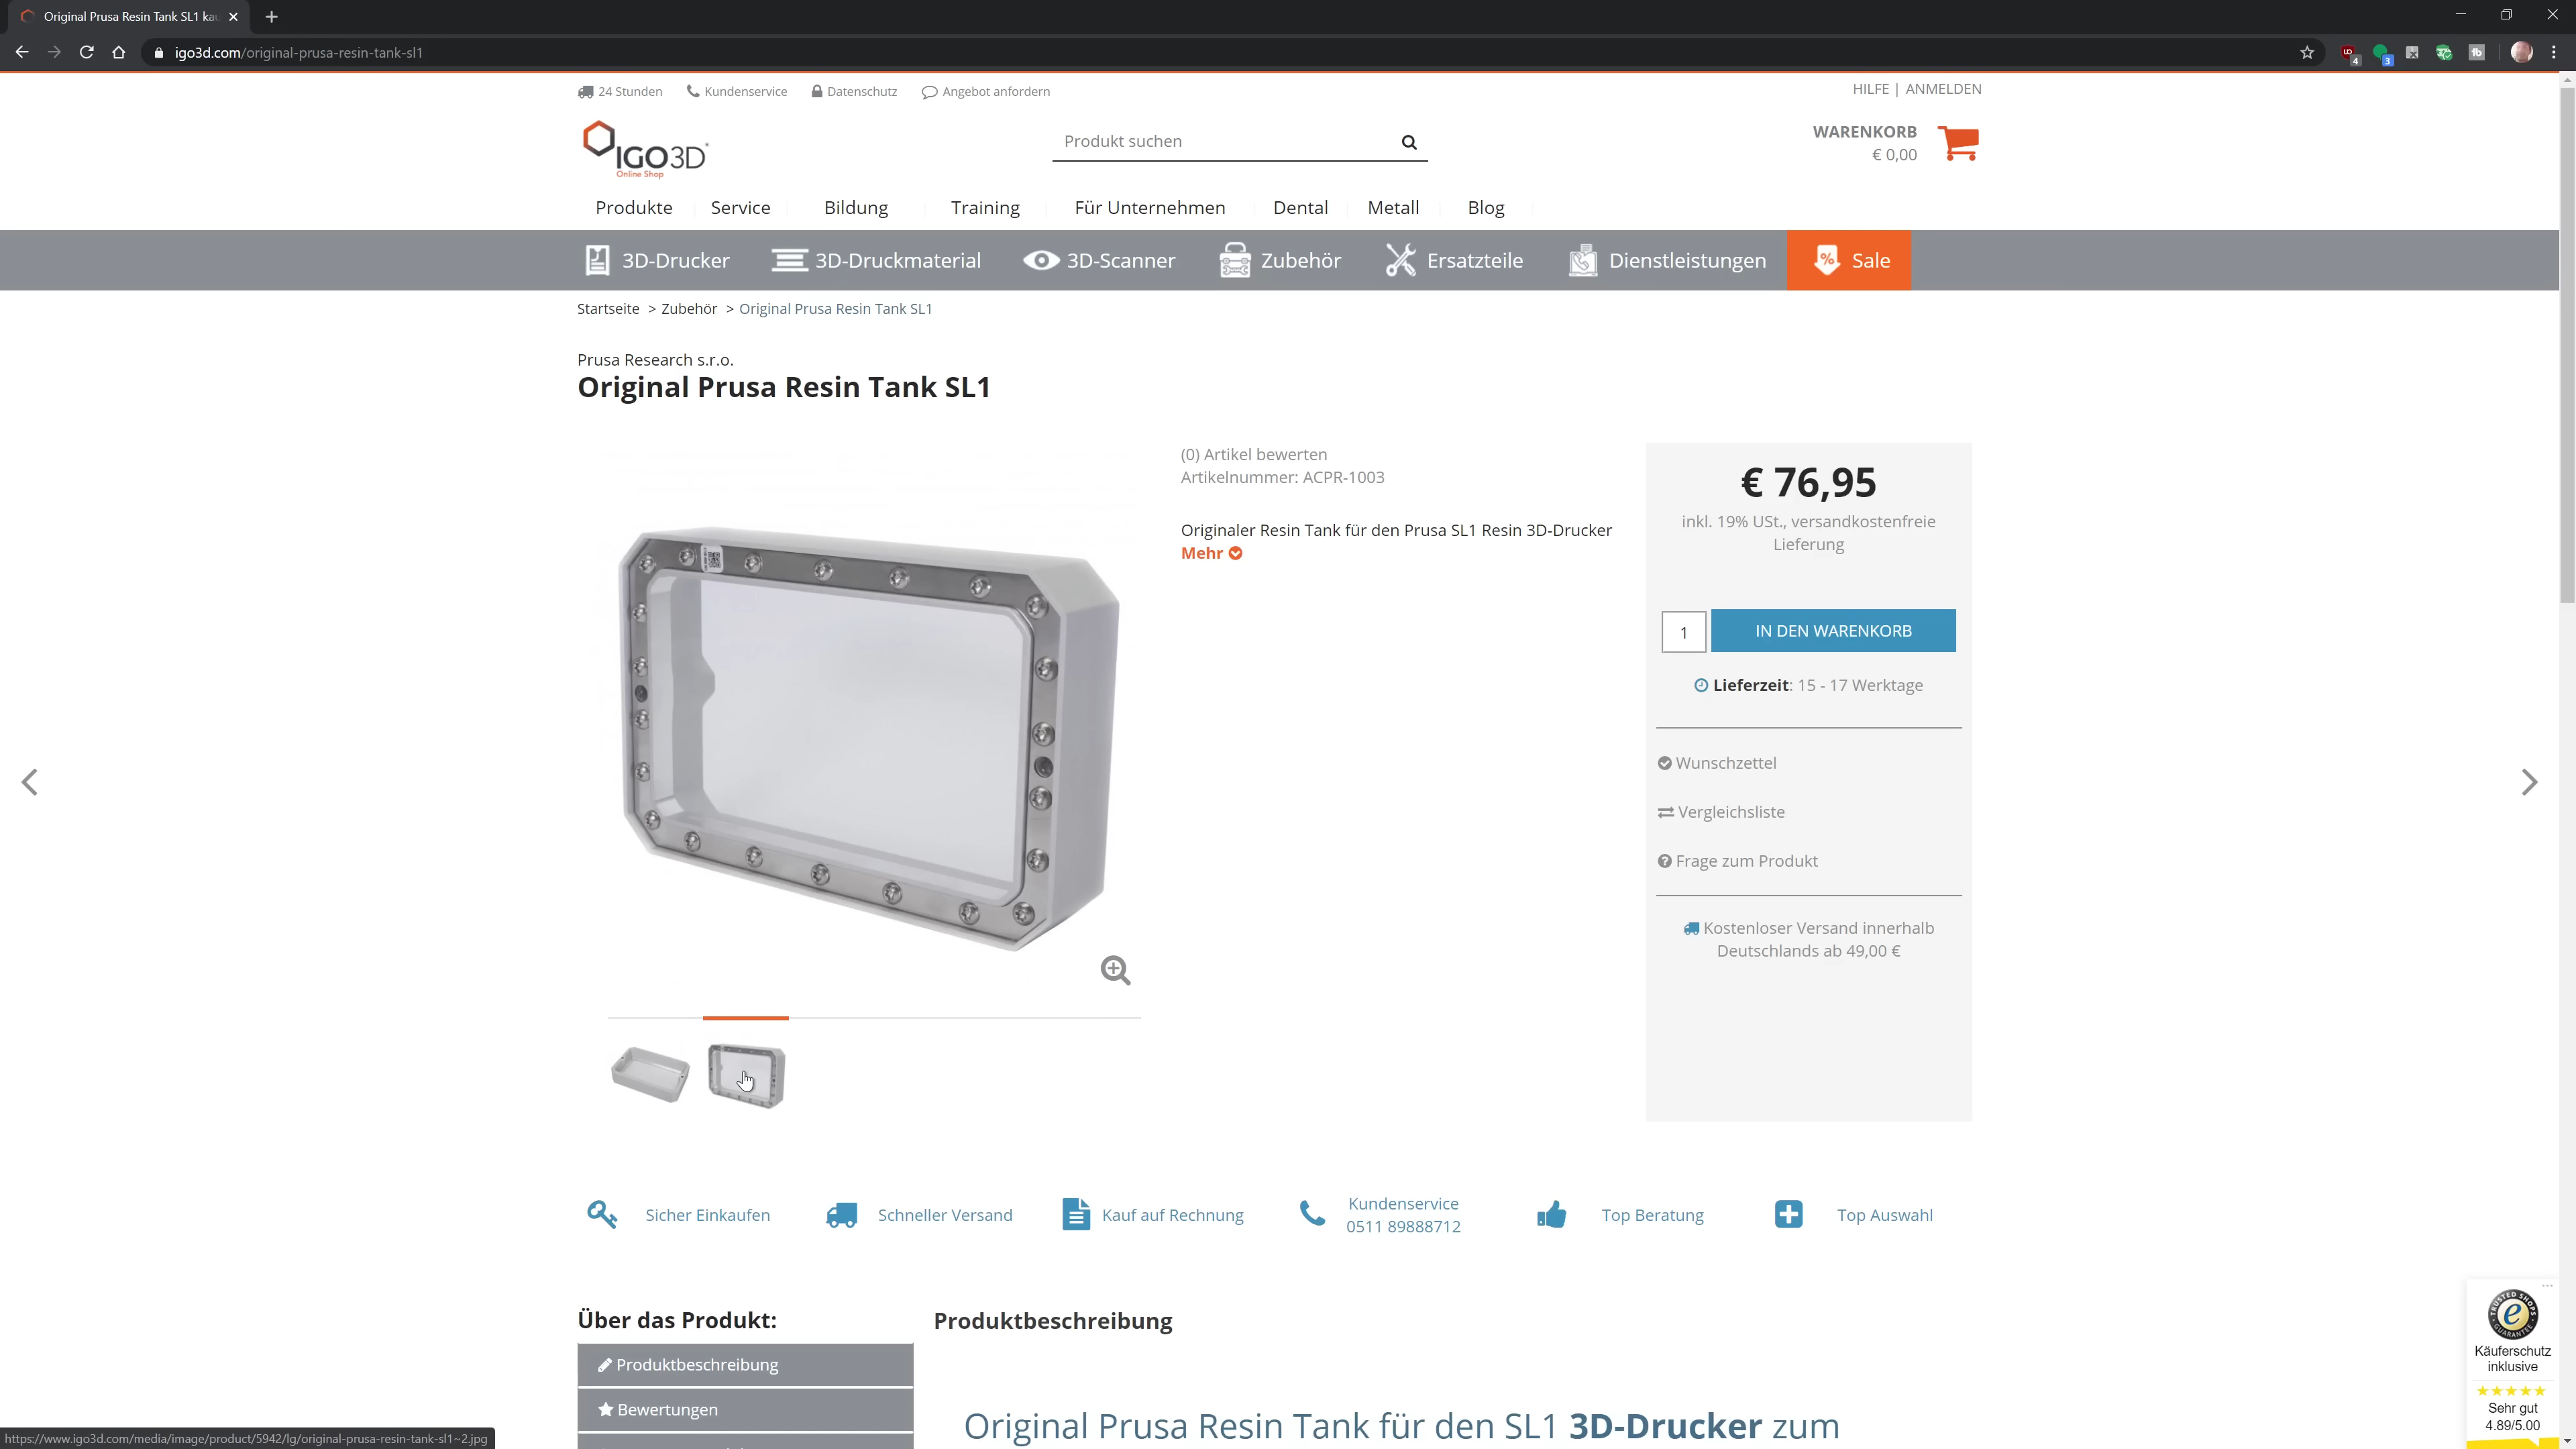 Original Prusa Resin Tank SL1 kau
igo3d.com/original-prusa-resin-tank-sl1
4
3
24 Stunden
Kundenservice
Datenschutz
Angebot anfordern
HILFE | ANMELDEN
IGO3D
Online Shop
Produkt suchen
WARENKORB
€ 0,00
Produkte
Service
Bildung
Training
Für Unternehmen
Dental
Metall
Blog
3D-Drucker
3D-Druckmaterial
3D-Scanner
Zubehör
Ersatzteile
Dienstleistungen
% Sale
Startseite > Zubehör > Original Prusa Resin Tank SL1
Prusa Research s.r.o.
Original Prusa Resin Tank SL1
(0) Artikel bewerten
Artikelnummer: ACPR-1003
Originaler Resin Tank für den Prusa SL1 Resin 3D-Drucker
Mehr
€ 76,95
inkl. 19% USt., versandkostenfreie
Lieferung
1
IN DEN WARENKORB
Lieferzeit: 15 - 17 Werktage
Wunschzettel
Vergleichsliste
Frage zum Produkt
Kostenloser Versand innerhalb
Deutschlands ab 49,00 €
Sicher Einkaufen
Schneller Versand
Kauf auf Rechnung
Kundenservice
0511 89888712
Top Beratung
Top Auswahl
Über das Produkt:
Produktbeschreibung
Bewertungen
Produktbeschreibung
Original Prusa Resin Tank für den SL1 3D-Drucker zum
TRUSTED SHOPS
GUARANTEE
Käuferschutz
inklusive
Sehr gut
4.89/5.00
https://www.igo3d.com/media/image/product/5942/lg/original-prusa-resin-tank-sl1~2.jpg